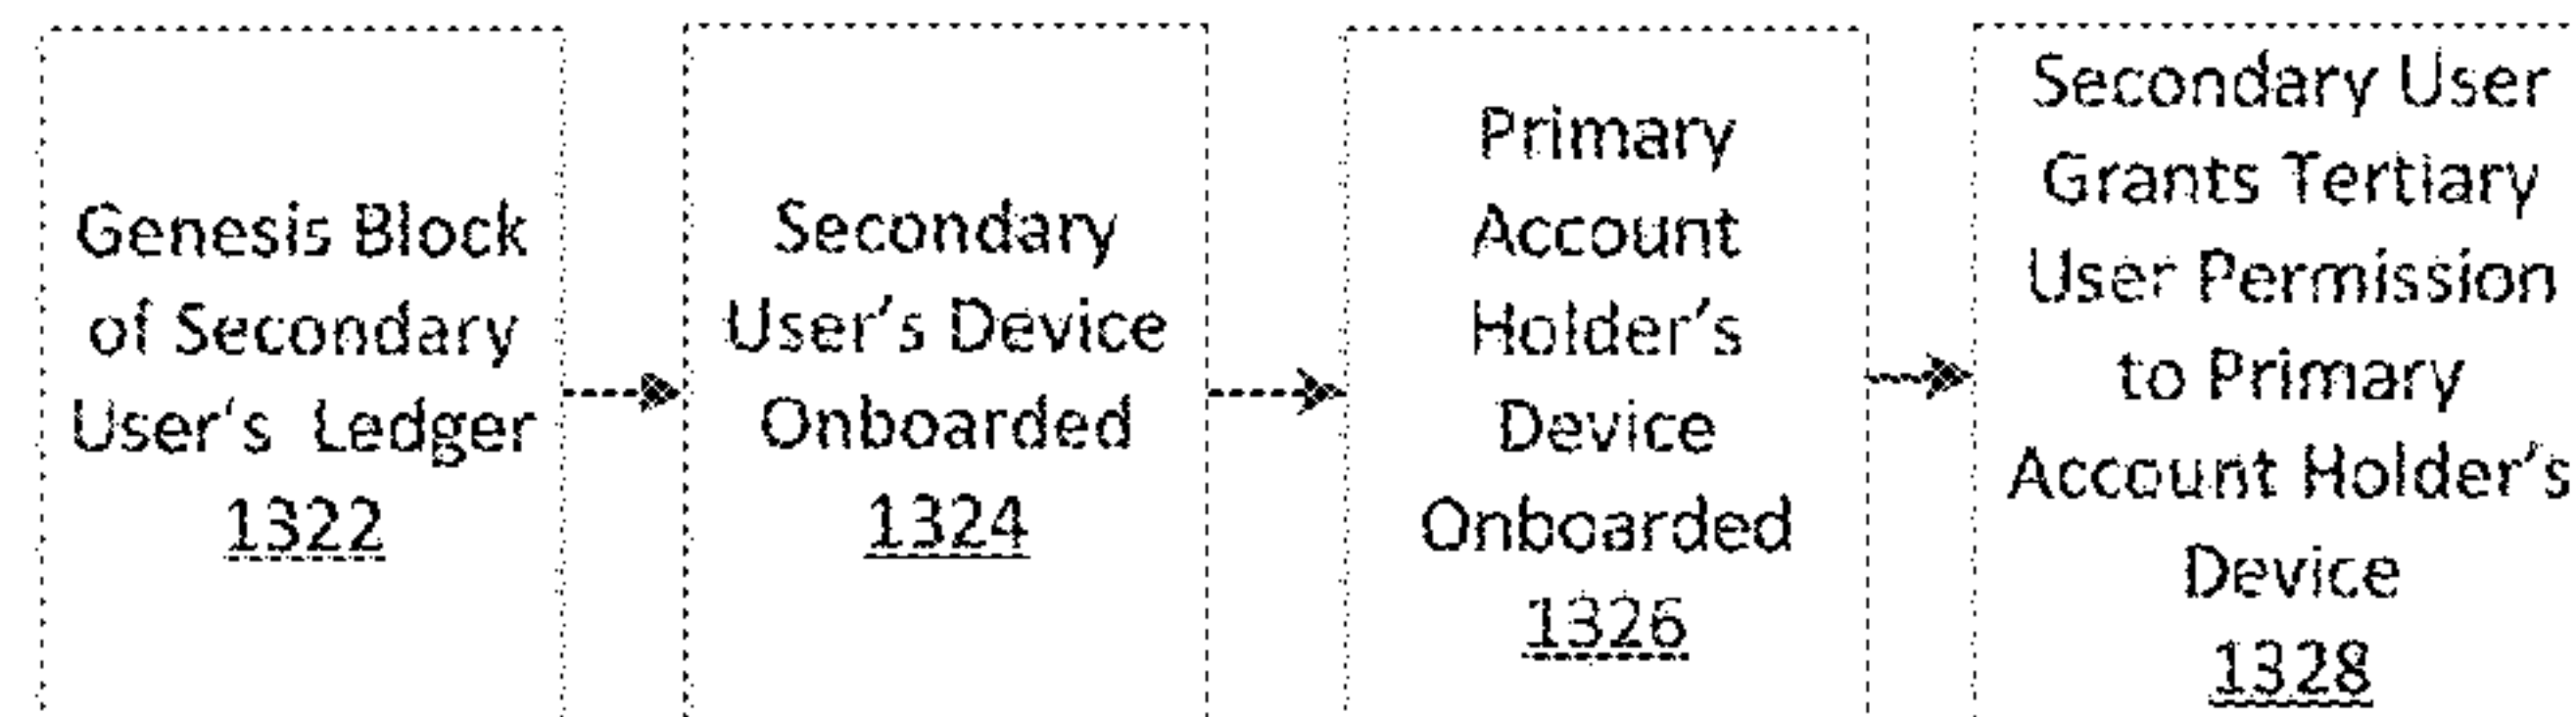 Genesis Block
of Secondary
User's Ledger
1322
Secondary
User's Device
Onboarded
1324
Primary
Account
Holder's
Device
Onboarded
1326
Secondary User
Grants Tertiary
User Permission
to Primary
Account Holder's
Device
1328